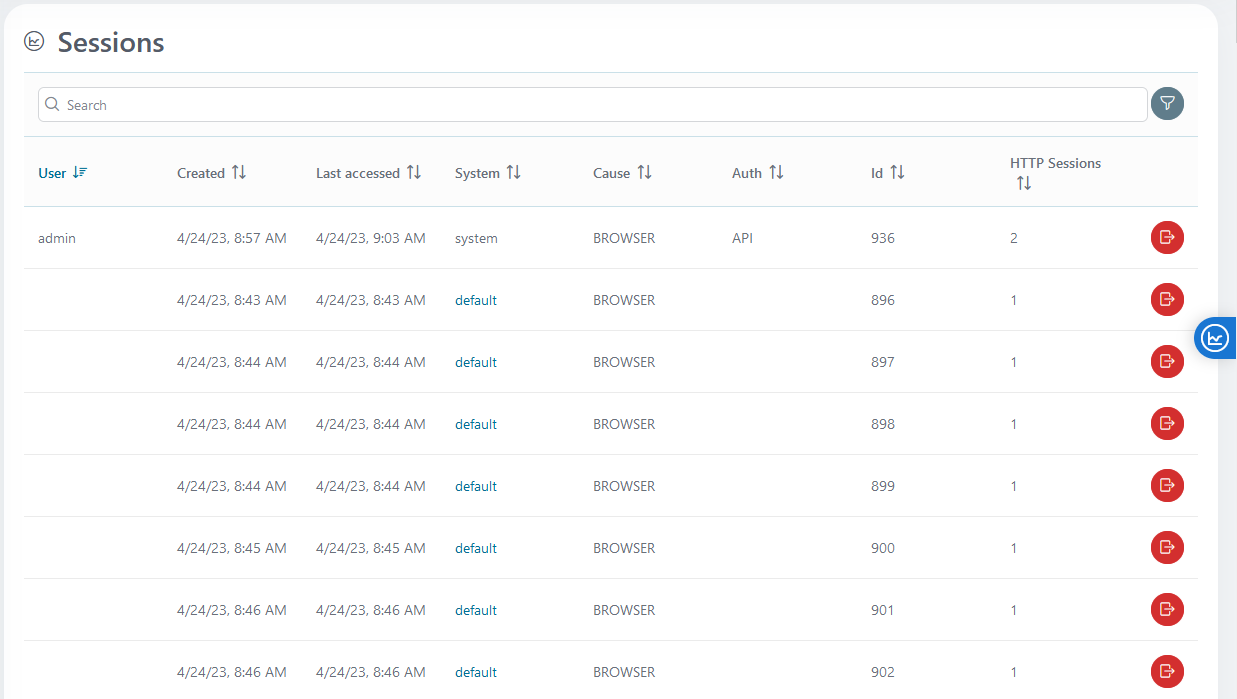 Sessions
Search
User Created Last accessed System Cause Auth Id HTTP Sessions
admin 4/24/23, 8:57 AM 4/24/23, 9:03 AM system BROWSER API 936 2
4/24/23, 8:43 AM 4/24/23, 8:43 AM default BROWSER 896 1
4/24/23, 8:44 AM 4/24/23, 8:44 AM default BROWSER 897 1
4/24/23, 8:44 AM 4/24/23, 8:44 AM default BROWSER 898 1
4/24/23, 8:44 AM 4/24/23, 8:44 AM default BROWSER 899 1
4/24/23, 8:45 AM 4/24/23, 8:45 AM default BROWSER 900 1
4/24/23, 8:46 AM 4/24/23, 8:46 AM default BROWSER 901 1
4/24/23, 8:46 AM 4/24/23, 8:46 AM default BROWSER 902 1